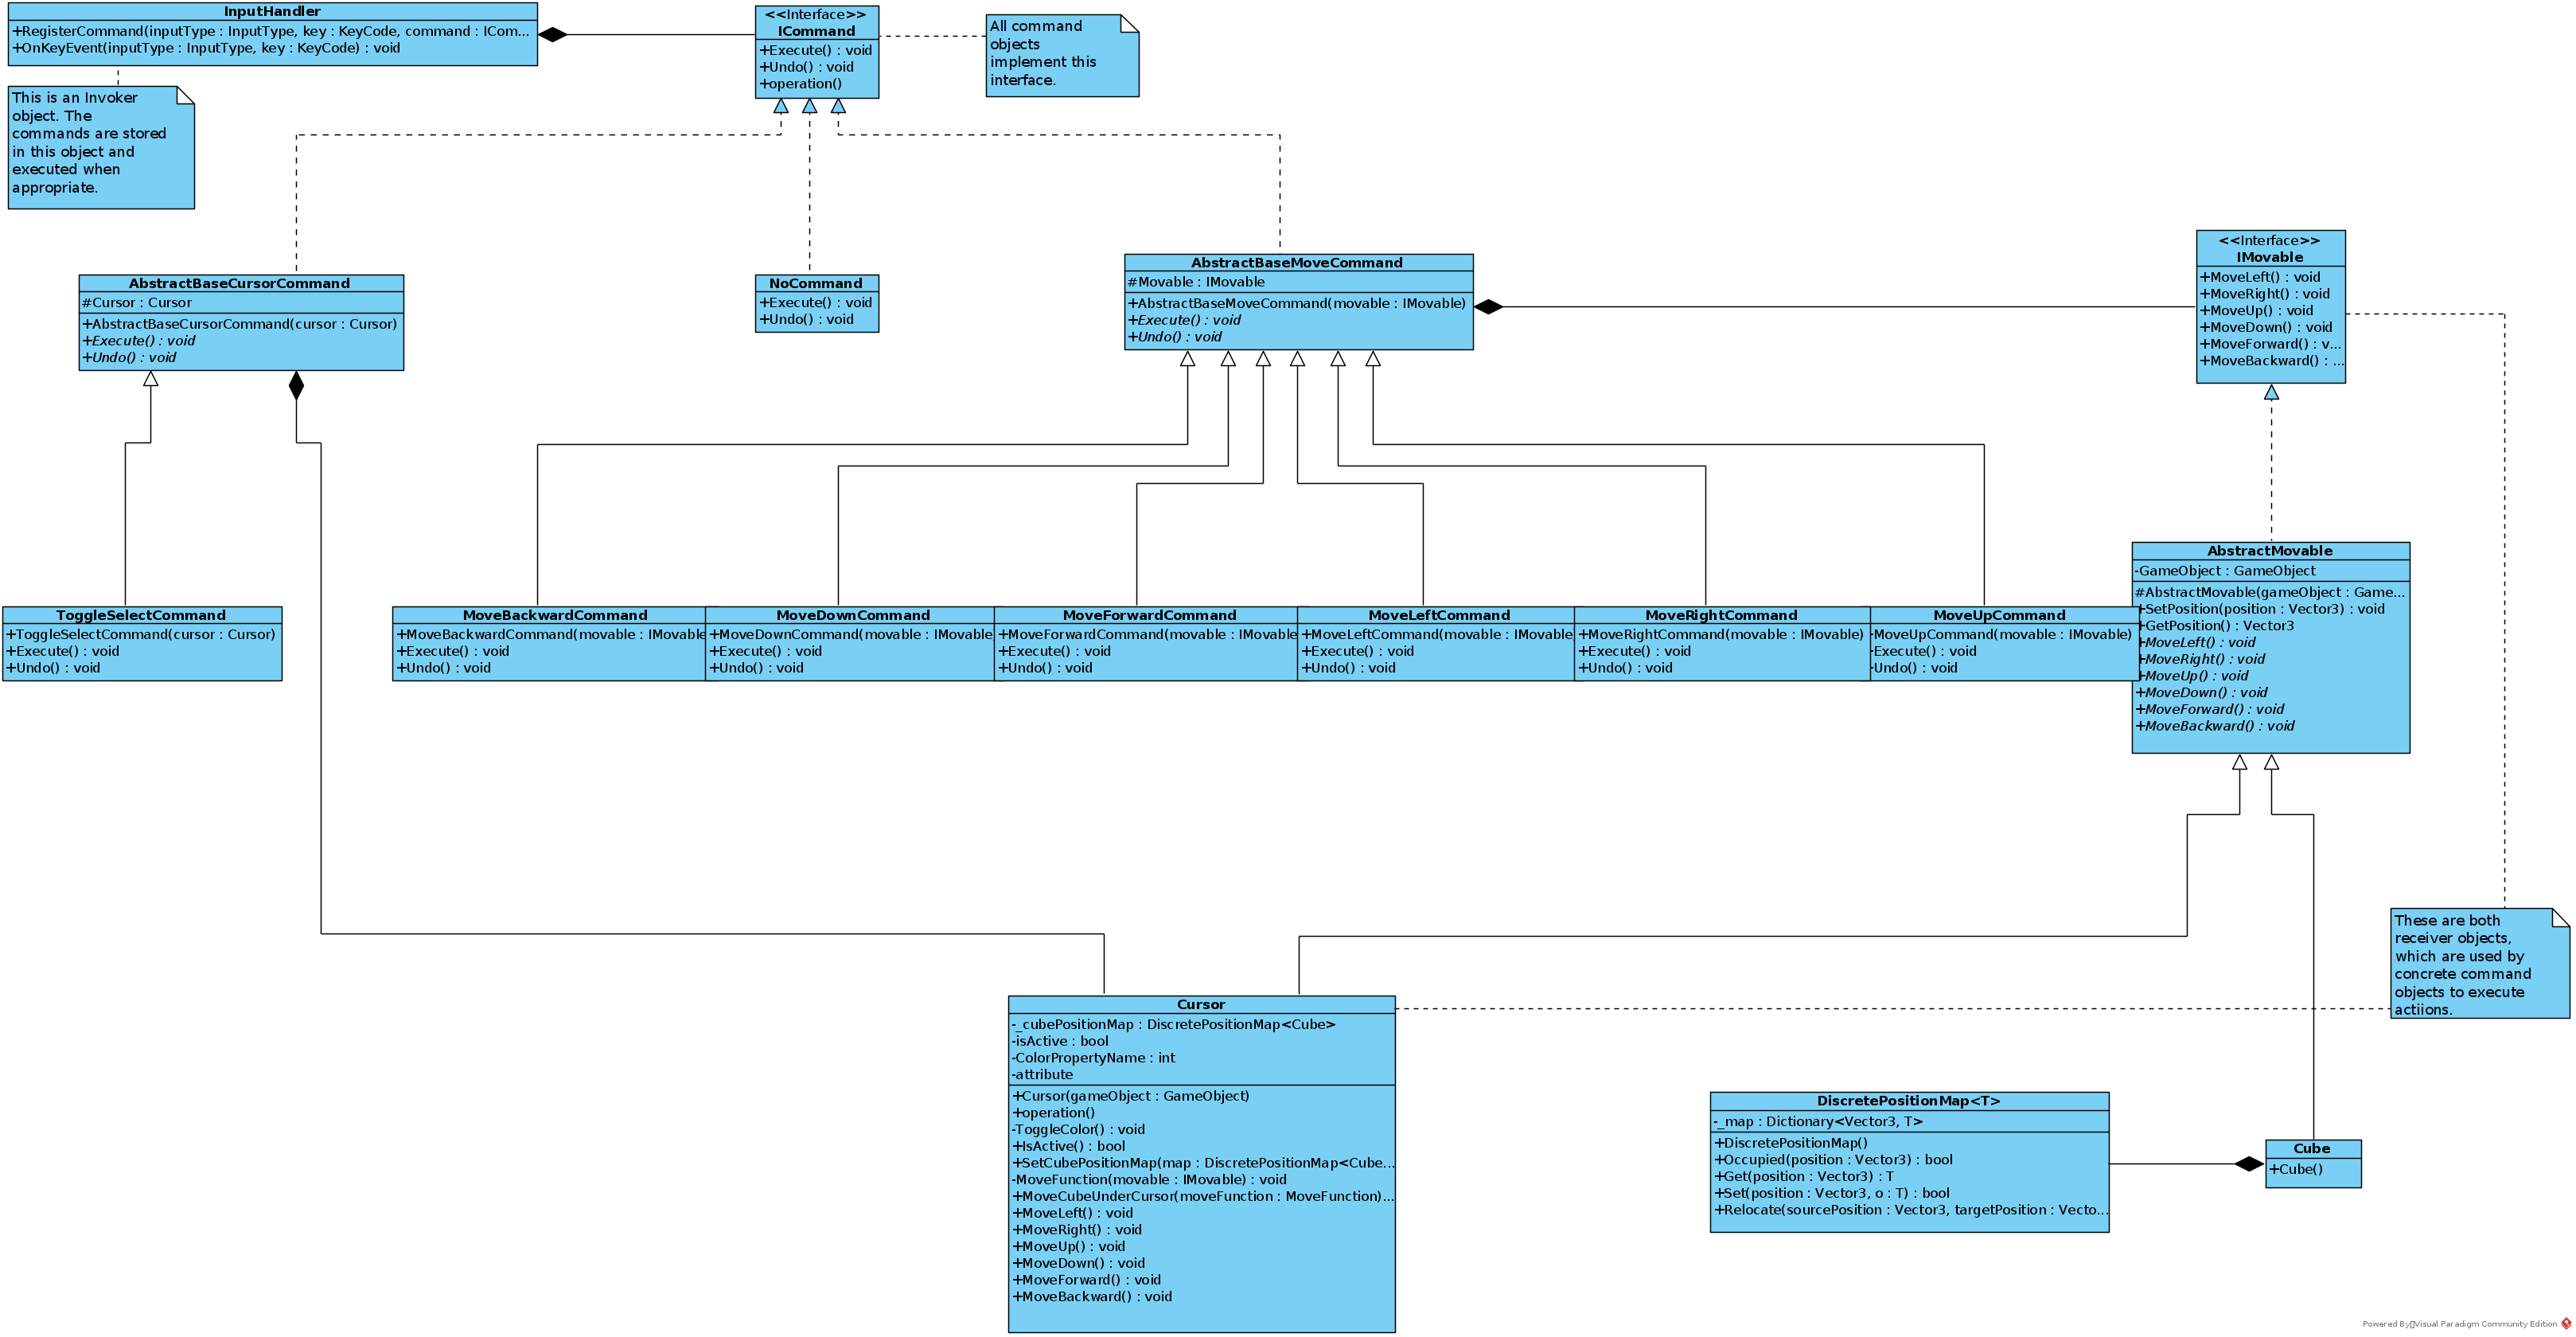 InputHandler
+RegisterCommand(inputType : InputType, key : KeyCode, command : ICom...
+OnKeyEvent(inputType : InputType, key : KeyCode) : void
This is an Invoker
object. The
commands are stored
in this object and
executed when
appropriate.
<<Interface>>
ICommand
+Execute() : void
+Undo() : void
+operation()
All command
objects
implement this
interface.
AbstractBaseCursorCommand
#Cursor : Cursor
+AbstractBaseCursorCommand(cursor : Cursor)
+Execute() : void
+Undo() : void
NoCommand
+Execute() : void
+Undo() : void
AbstractBaseMoveCommand
#Movable : IMovable
+AbstractBaseMoveCommand(movable : IMovable)
+Execute() : void
+Undo() : void
<<Interface>>
IMovable
+MoveLeft() : void
+MoveRight() : void
+MoveUp() : void
+MoveDown() : void
+MoveForward() : v...
+MoveBackward() : ...
ToggleSelectCommand
+ToggleSelectCommand(cursor : Cursor)
+Execute() : void
+Undo() : void
MoveBackwardCommand
+MoveBackwardCommand(movable : IMovable
+Execute() : void
+Undo() : void
MoveDownCommand
+MoveDownCommand(movable : IMovable
+Execute() : void
+Undo() : void
MoveForwardCommand
+MoveForwardCommand(movable : IMovable
+Execute() : void
+Undo() : void
MoveLeftCommand
+MoveLeftCommand(movable : IMovable
+Execute() : void
+Undo() : void
MoveRightCommand
+MoveRightCommand(movable : IMovable)
+Execute() : void
+Undo() : void
MoveUpCommand
MoveUpCommand(movable : IMovable)
Execute() : void
Undo() : void
AbstractMovable
-GameObject : GameObject
#AbstractMovable(gameObject : Game...
+SetPosition(position : Vector3) : void
+GetPosition() : Vector3
+MoveLeft() : void
+MoveRight() : void
+MoveUp() : void
+MoveDown() : void
+MoveForward() : void
+MoveBackward() : void
These are both
receiver objects,
which are used by
concrete command
objects to execute
actiions.
Cursor
-_cubePositionMap : DiscretePositionMap<Cube>
-isActive : bool
-ColorPropertyName : int
-attribute
+Cursor(gameObject : GameObject)
+operation()
-ToggleColor() : void
+IsActive() : bool
+SetCubePositionMap(map : DiscretePositionMap<Cube...
-MoveFunction(movable : IMovable) : void
+MoveCubeUnderCursor(moveFunction : MoveFunction)...
+MoveLeft() : void
+MoveRight() : void
+MoveUp() : void
+MoveDown() : void
+MoveForward() : void
+MoveBackward() : void
DiscretePositionMap<T>
-_map : Dictionary<Vector3, T>
+DiscretePositionMap()
+Occupied(position : Vector3) : bool
+Get(position : Vector3) : T
+Set(position : Vector3, o : T) : bool
+Relocate(sourcePosition : Vector3, targetPosition : Vecto...
Cube
+Cube()
Powered By Visual Paradigm Community Edition